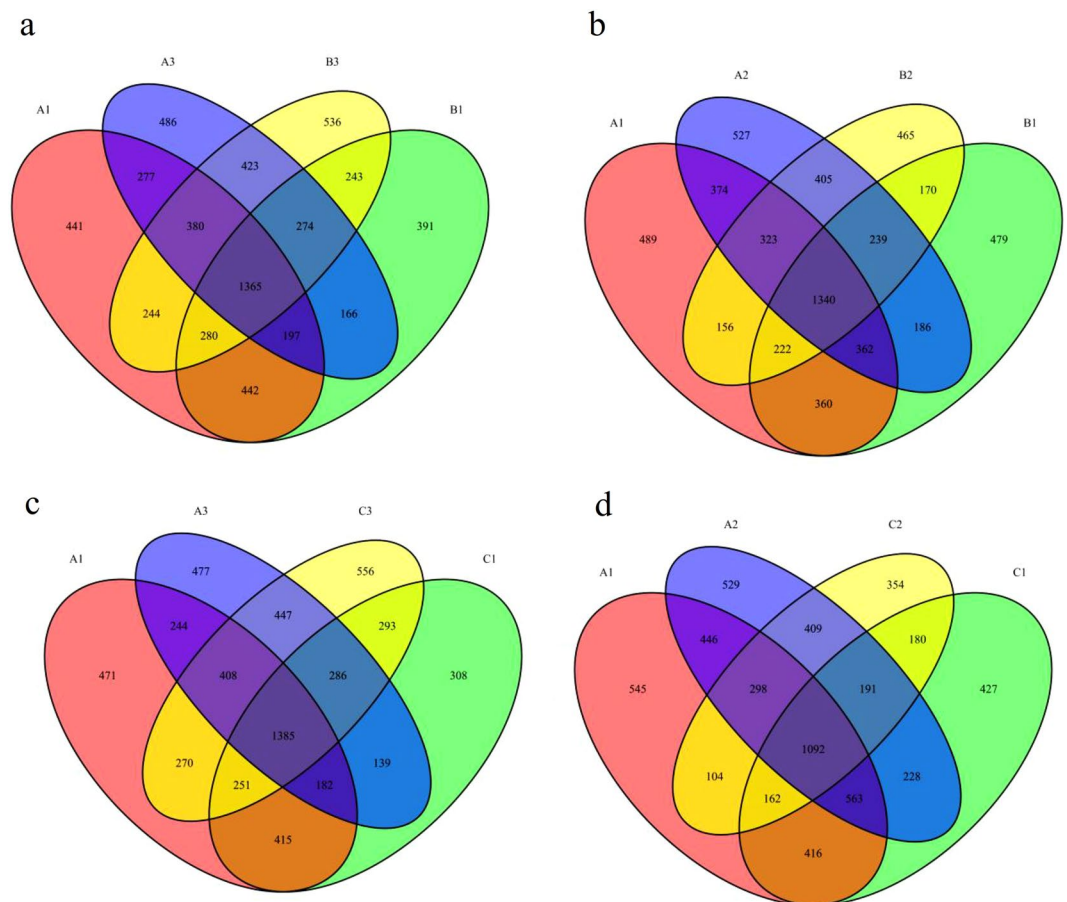 a
A3 B3
A1 B1
486 536
423
277 243
441 380 274 391
1365
244 166
280 197
442
b
A2 B2
A1 B1
527 465
405
374 170
489 323 239 479
1340
156 186
222 362
360
c
A3 C3
A1 C1
477 556
447
244 293
471 408 286 308
1385
270 139
251 182
415
d
A2 C2
A1 C1
529 354
409
446 180
545 298 191 427
1092
104 228
162 563
416